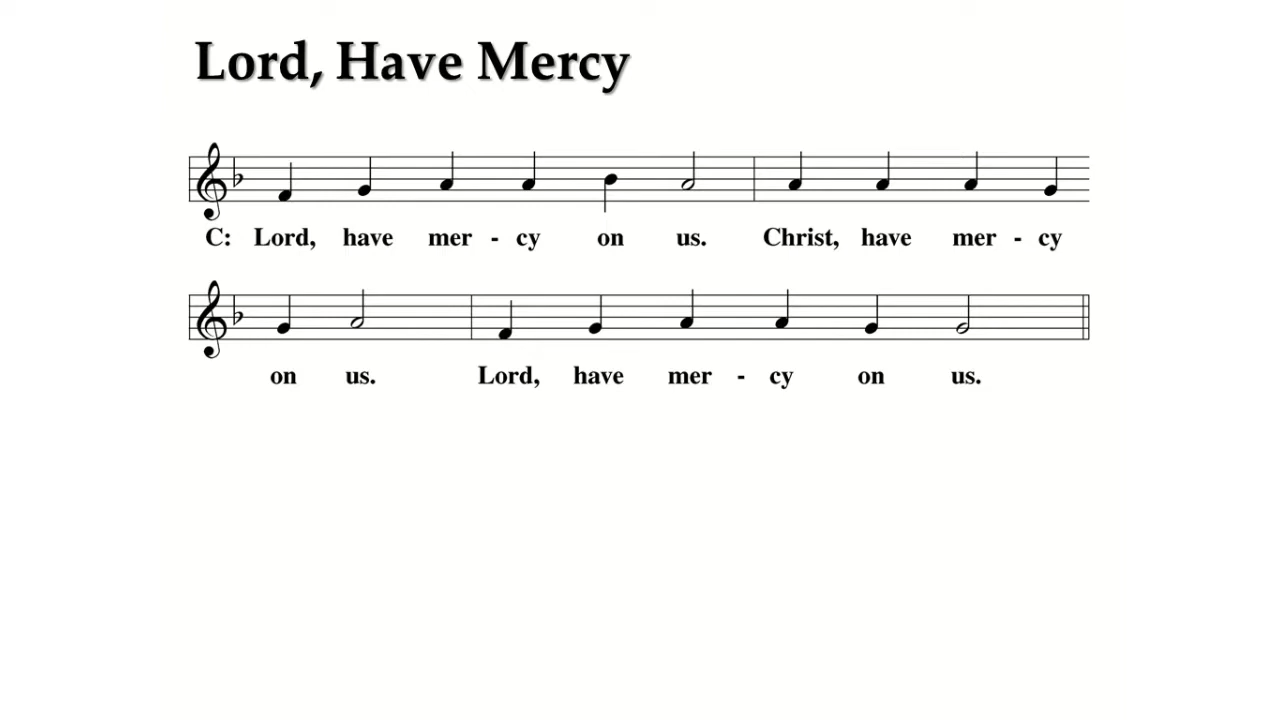 Lord, Have Mercy
C: Lord, have mer - cy on us. Christ, have mer - cy
on us. Lord, have mer - cy on us.